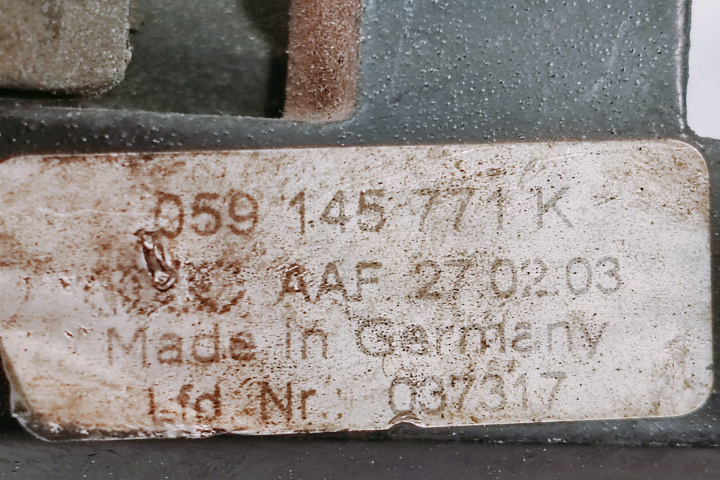 059 145 771 K
AAF 27.02.03
Made in Germany
Lfd Nr.: 037317